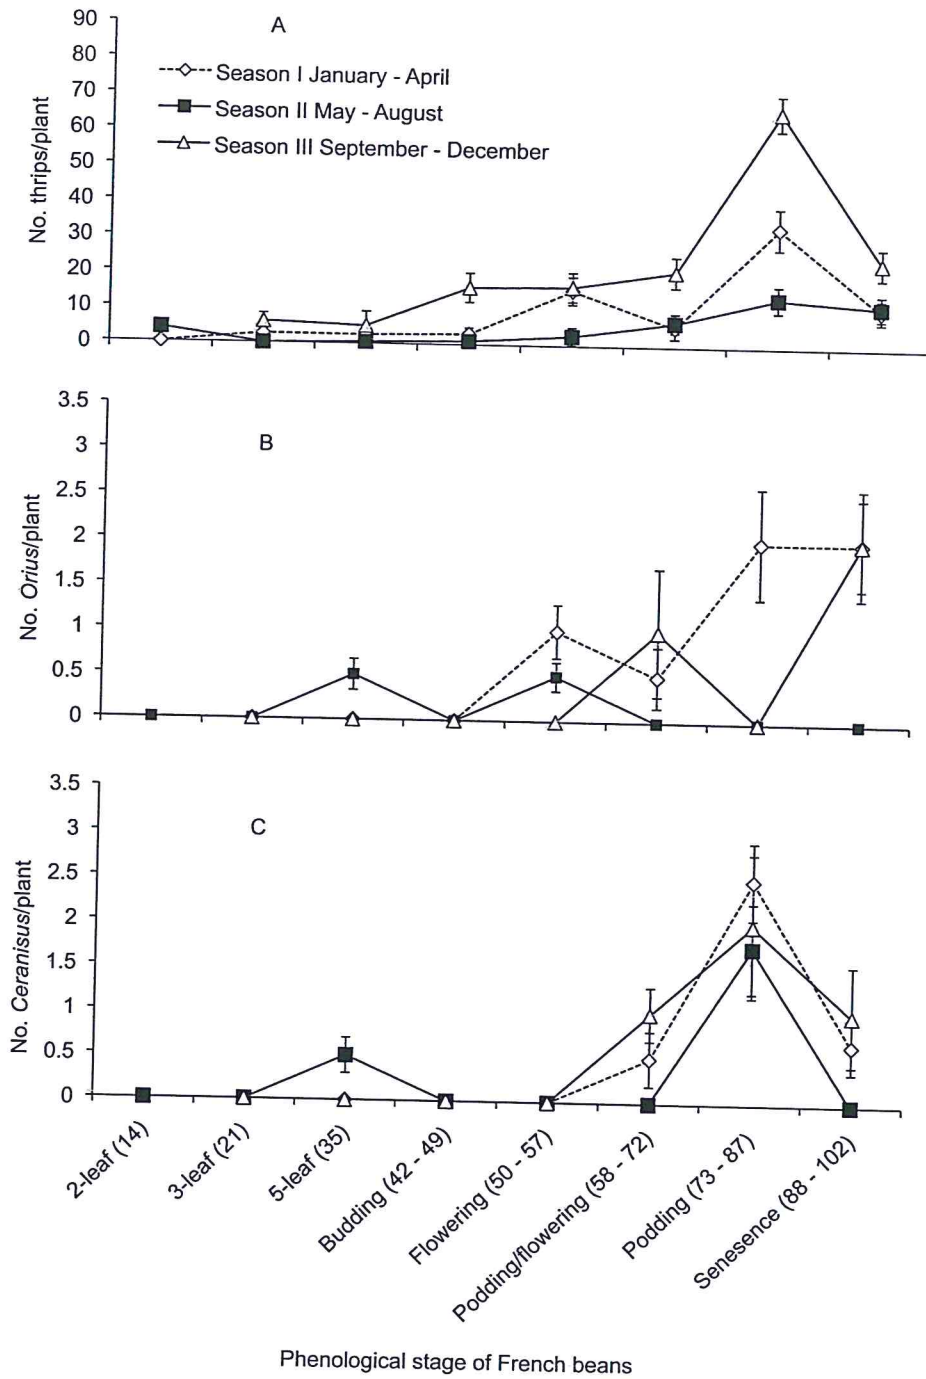 A
90
80
70
60
50
40
30
20
10
0
No. thrips/plant
Season I January - April
Season II May - August
Season III September - December
B
3.5
3
2.5
2
1.5
1
0.5
0
No. Orius/plant
C
3.5
3
2.5
2
1.5
1
0.5
0
No. Ceranisus/plant
2-leaf (14)
3-leaf (21)
5-leaf (35)
Budding (42 - 49)
Flowering (50 - 57)
Podding/flowering (58 - 72)
Podding (73 - 87)
Senesence (88 - 102)
Phenological stage of French beans